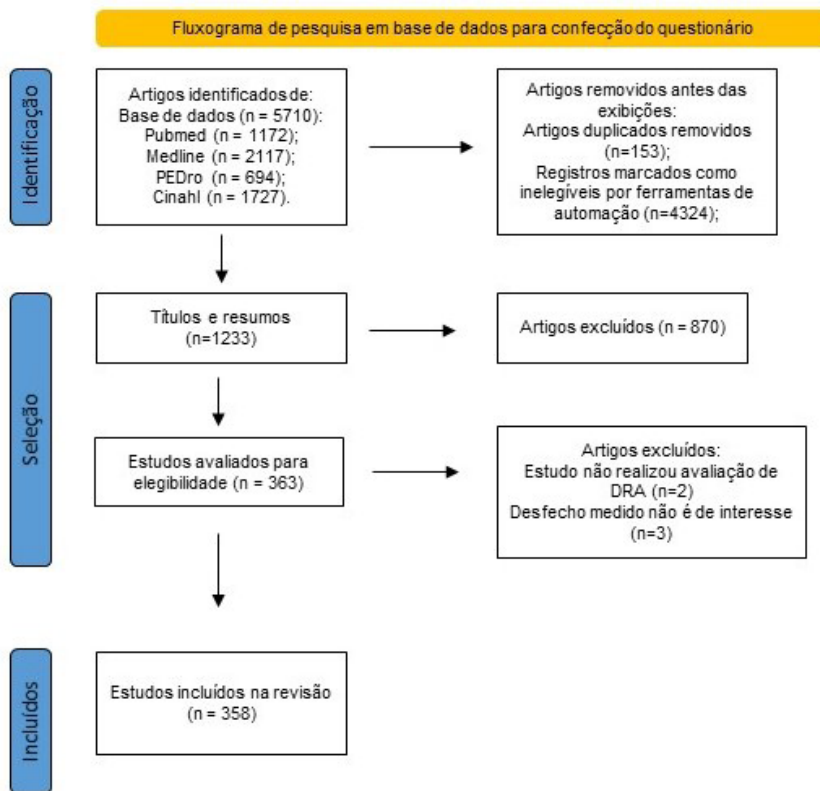 Fluxograma de pesquisa em base de dados para confecção do questionário
Identificação
Artigos identificados de:
Base de dados (n = 5710):
Pubmed (n = 1172);
Medline (n = 2117);
PEDro (n = 694);
Cinahl (n = 1727).
Artigos removidos antes das
exibições:
Artigos duplicados removidos
(n=153);
Registros marcados como
inelegíveis por ferramentas de
automação (n=4324;
Seleção
Títulos e resumos
(n=1233)
Artigos excluídos (n = 870)
Estudos avaliados para
elegibilidade (n = 363)
Artigos excluídos:
Estudo não realizou avaliação de
DRA (n=2)
Desfecho medido não é de interesse
(n=3)
Incluídos
Estudos incluídos na revisão
(n = 358)